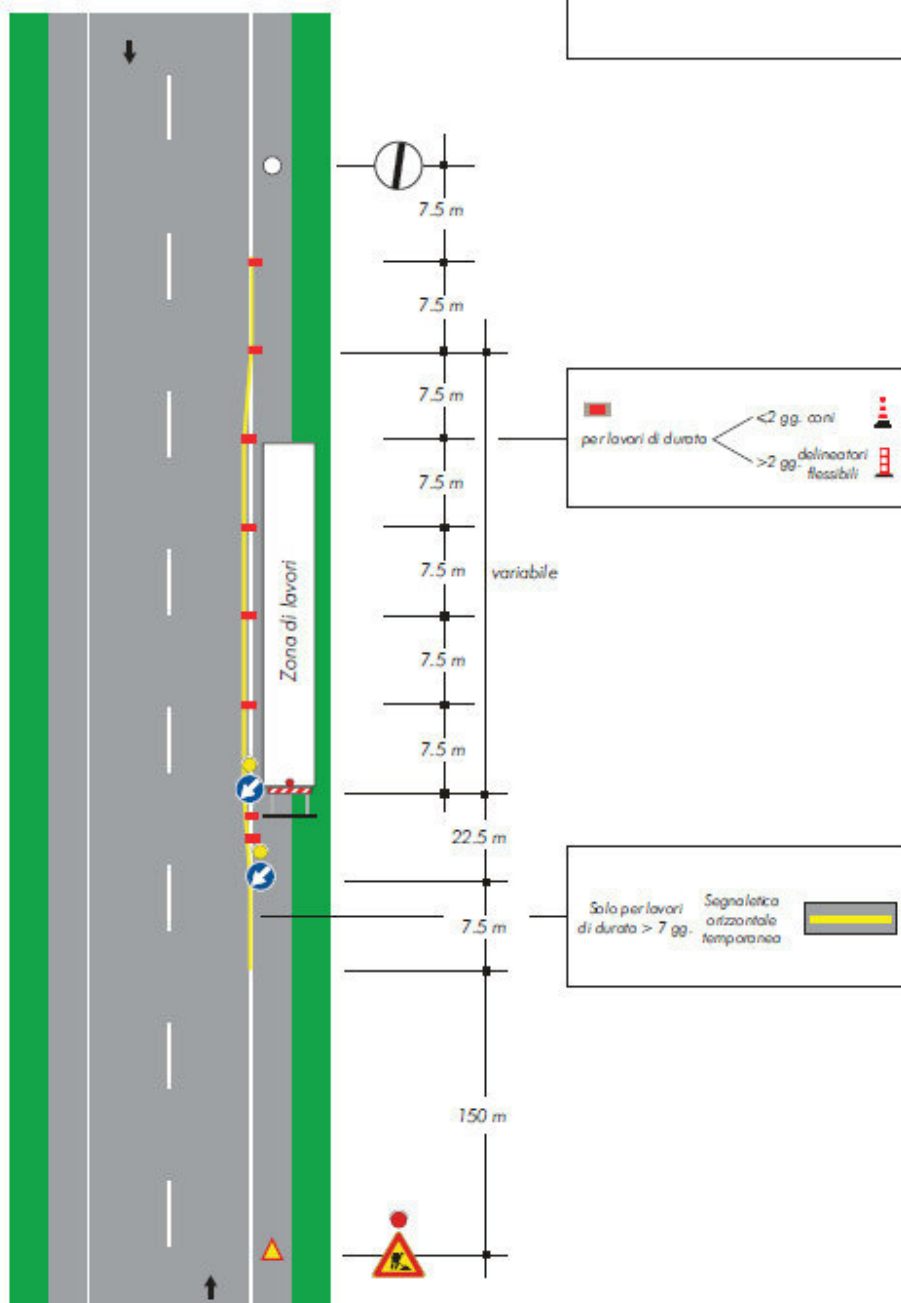 7.5 m
7.5 m
7.5 m
7.5 m
7.5 m
7.5 m
7.5 m
variabile
22.5 m
7.5 m
150 m
Zona di lavori
per lavori di durata
<2 gg. coni
>2 gg. delineatori
flessibili
Solo per lavori
di durata > 7 gg.
Segnaletica
orizzontale
temporanea